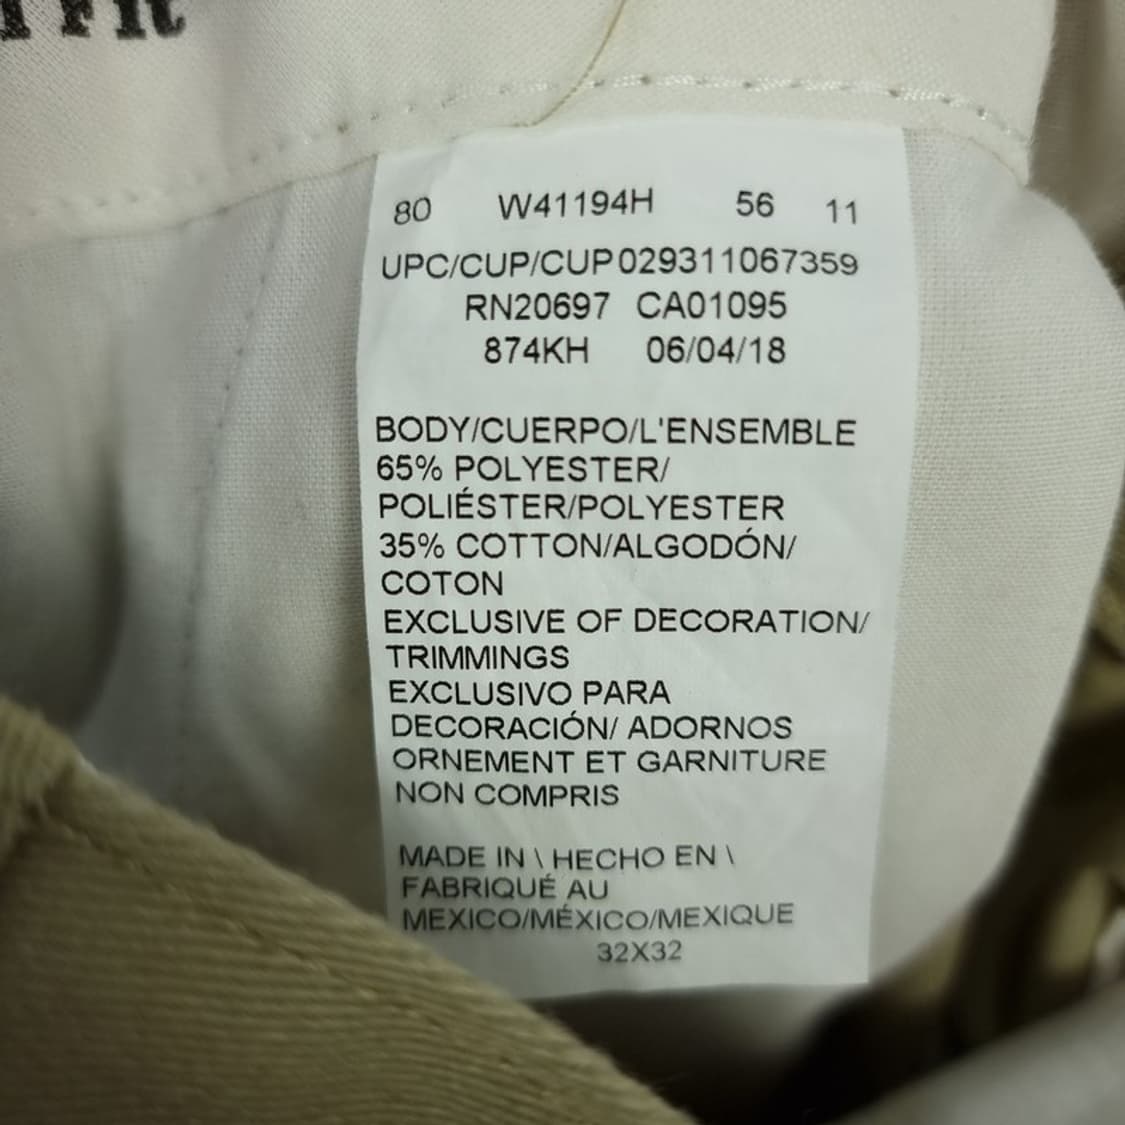 Fit
80 W41194H 56 11
UPC/CUP/CUP 029311067359
RN20697 CA01095
874KH 06/04/18
BODY/CUERPO/L'ENSEMBLE
65% POLYESTER/
POLIÉSTER/POLYESTER
35% COTTON/ALGODÓN/
COTON
EXCLUSIVE OF DECORATION/
TRIMMINGS
EXCLUSIVO PARA
DECORACIÓN/ ADORNOS
ORNEMENT ET GARNITURE
NON COMPRIS
MADE IN \ HECHO EN \
FABRIQUÉ AU
MEXICO/MÉXICO/MEXIQUE
32X32